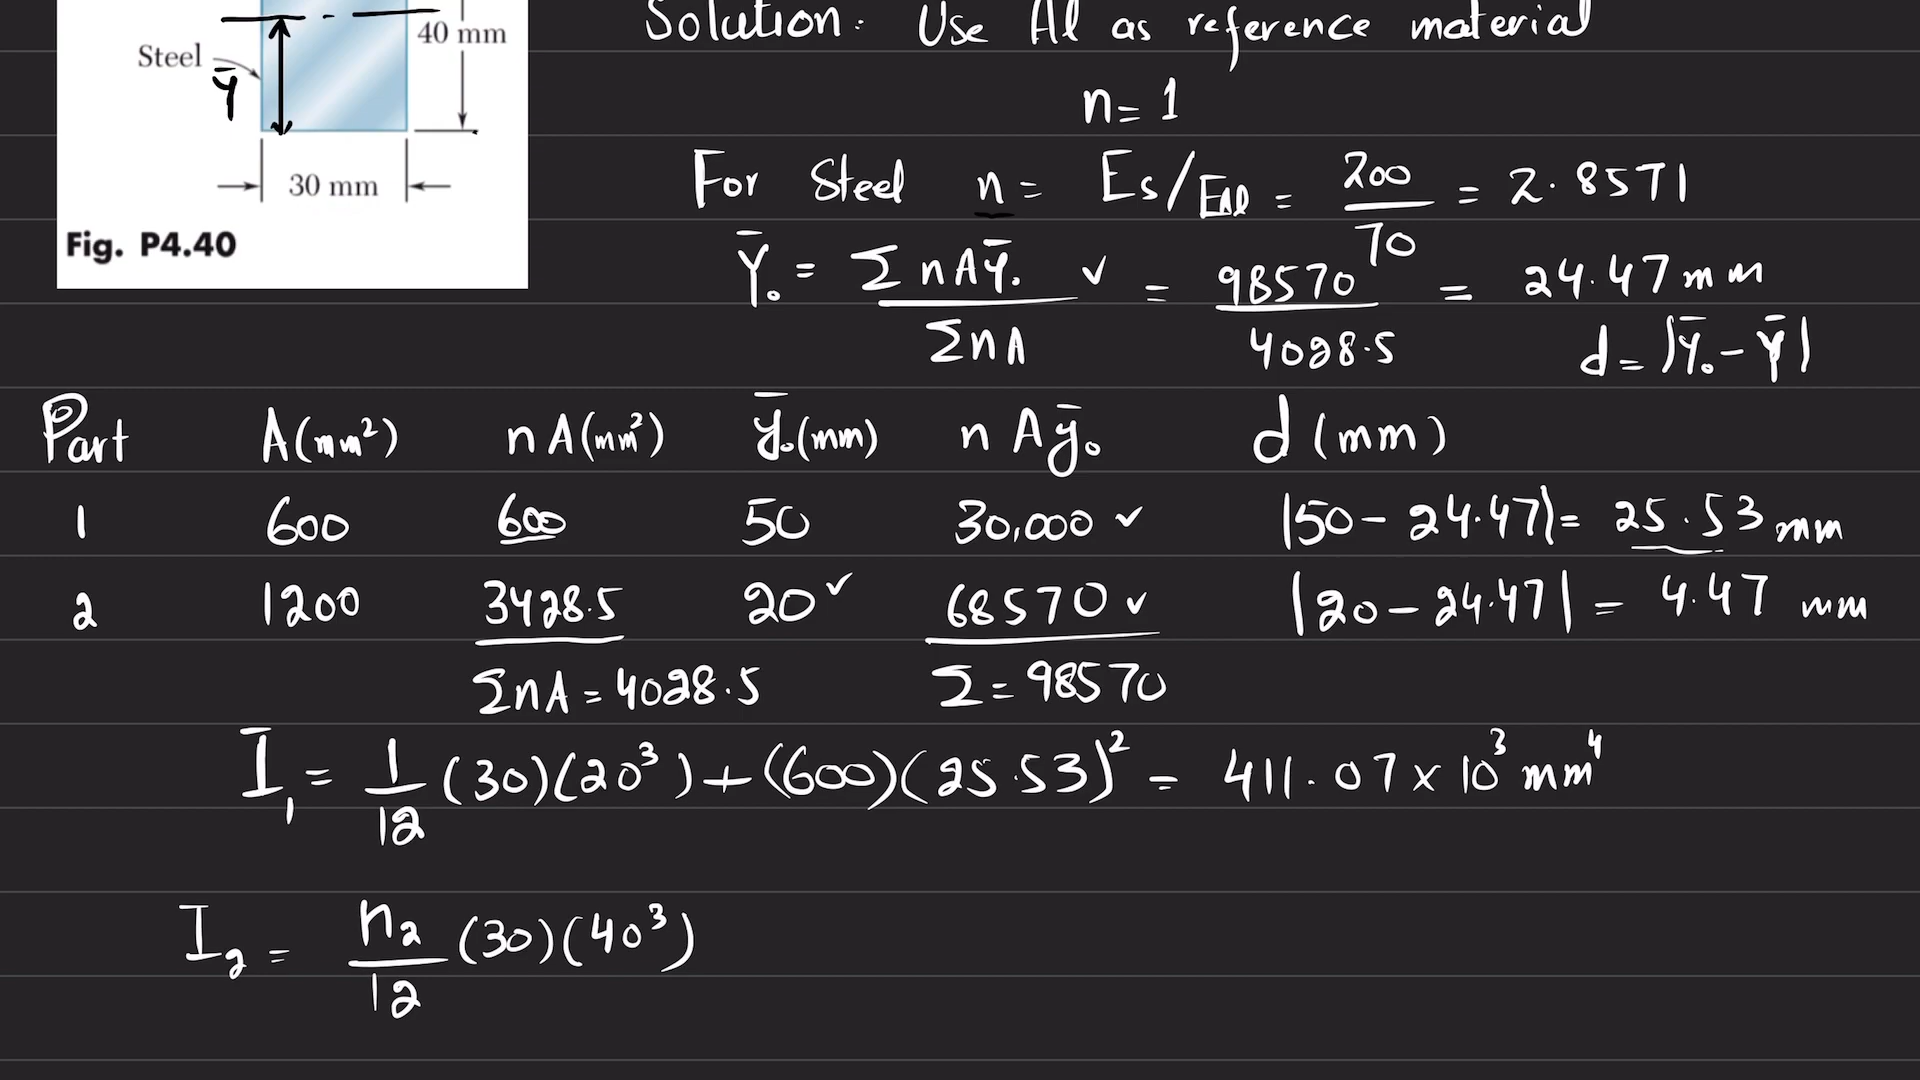 40 mm
Steel
Ȳ
30 mm
Fig. P4.40
Solution: Use Al as reference material
n = 1
For Steel n = Es/EAl = 200/70 = 2.8571
Ȳ₀ = ΣnAȲ₀ / ΣnA ✓ = 98570 / 4028.5 = 24.47 mm
d = |Ȳ₀ - Ȳ|
Part A(mm²) nA(mm²) ȳ₀(mm) nAȳ₀ d(mm)
1 600 600 50 30,000 ✓ |50 - 24.47| = 25.53 mm
2 1200 3428.5 20 ✓ 68570 ✓ |20 - 24.47| = 4.47 mm
ΣnA = 4028.5 Σ = 98570
I₁ = 1/12 (30)(20³) + (600)(25.53)² = 411.07 × 10³ mm⁴
I₂ = n₂/12 (30)(40³)